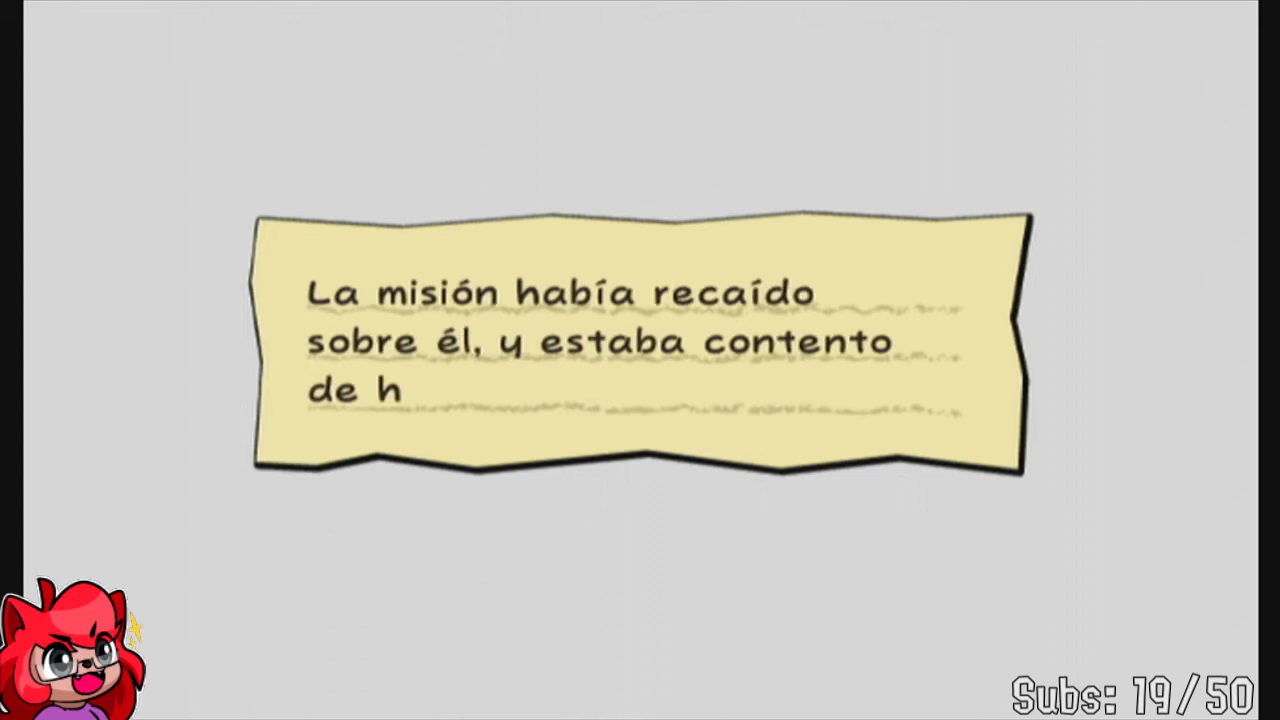 La misión había recaído
sobre él, y estaba contento
de h
Subs: 19/50